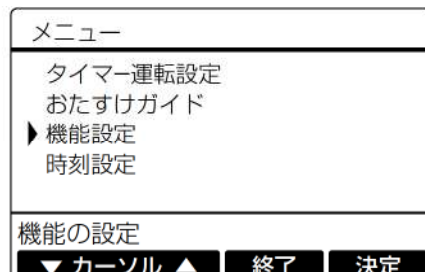 メニュー
タイマー運転設定
おたすけガイド
▶機能設定
時刻設定
機能の設定
▼ カーソル ▲ 終了 決定